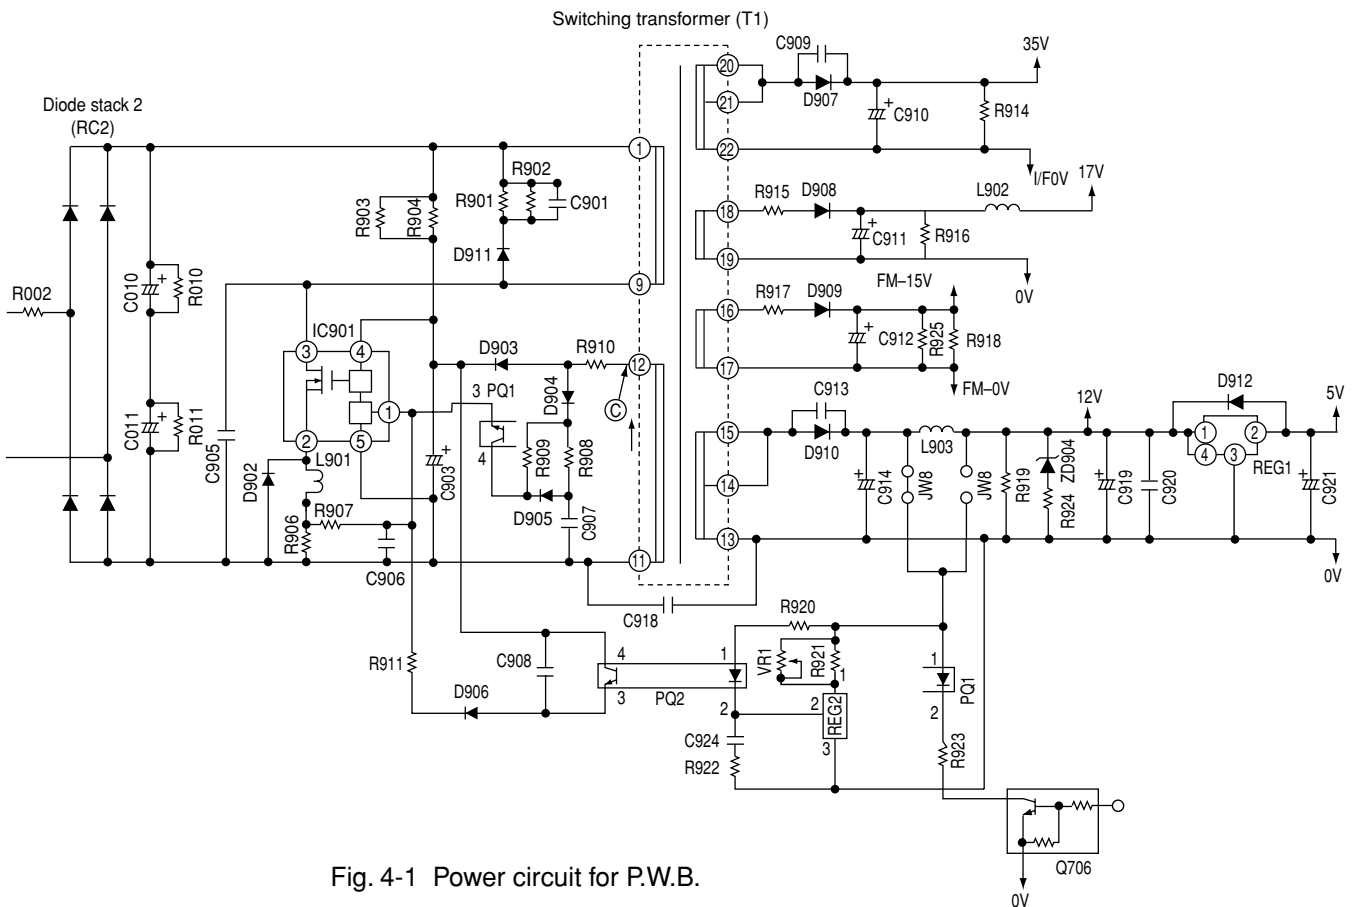 Switching transformer (T1)
C909
35V
20
D907
21
C910
R914
22
I/F0V
Diode stack 2
(RC2)
1
R902
R901
C901
R903
R904
D911
9
17V
R915
D908
L902
18
C911
R916
19
0V
R002
C010
R010
C011
R011
C905
IC901
3
4
1
2
5
L901
D902
R906
R907
C906
C903
D903
R910
12
C
3 PQ1
4
D904
R909
R908
D905
C907
11
FM–15V
R917
D909
16
C912
R925
R918
17
FM–0V
C913
15
D910
L903
14
C914
JW8
JW8
R919
12V
ZD904
R924
C919
C920
D912
1
2
4
3
REG1
5V
C921
13
0V
C918
R911
D906
C908
4
3
PQ2
1
2
R920
VR1
R921
1
2
REG2
3
C924
R922
1
PQ1
2
R923
Q706
0V
Fig. 4-1 Power circuit for P.W.B.